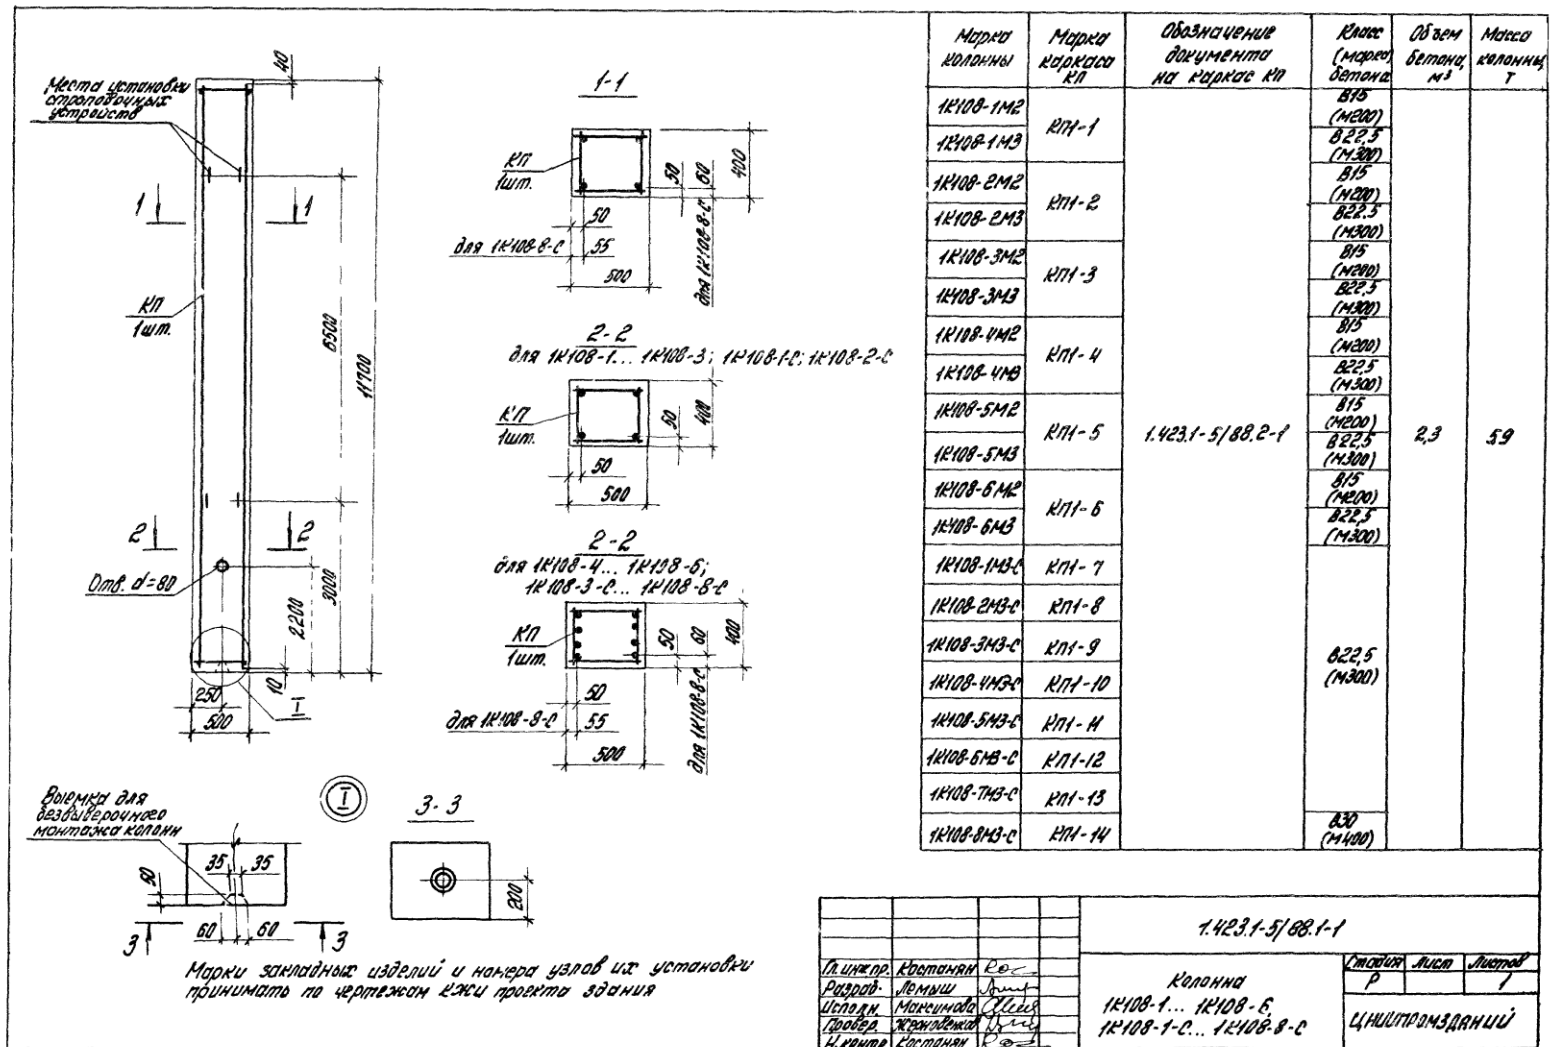 Места установки
строповочных
устройств
40
1
1
КП
1шт.
6500
11700
2
2
Отв. d=80
3000
2200
10
250
500
I
1-1
КП
1шт.
50
60
400
50
для 1К108-8-С
55
500
для 1К108-8-С
2-2
для 1К108-1... 1К108-3; 1К108-1-С; 1К108-2-С
КП
1шт.
50
400
50
500
2-2
для 1К108-4... 1К108-6;
1К108-3-С... 1К108-8-С
КП
1шт.
50
60
400
50
для 1К108-8-С
55
500
для 1К108-8-С
I
3-3
Выемка для
безвыверочного
монтажа колонн
35
35
50
60
60
3
3
200
Марки закладных изделий и номера узлов их установки
принимать по чертежам КЖИ проекта здания
Марка колонны
Марка каркаса КП
Обозначение документа на каркас КП
Класс (марка) бетона
Объем бетона, м³
Масса колонны, т
1К108-1М2 КП1-1 В15 (М200)
1К108-1М3 В22,5 (М300)
1К108-2М2 КП1-2 В15 (М200)
1К108-2М3 В22,5 (М300)
1К108-3М2 КП1-3 В15 (М200)
1К108-3М3 В22,5 (М300)
1К108-4М2 КП1-4 В15 (М200)
1К108-4М3 В22,5 (М300)
1К108-5М2 КП1-5 1.423.1-5/88.2-1 В15 (М200) 2,3 5,9
1К108-5М3 В22,5 (М300)
1К108-6М2 КП1-6 В15 (М200)
1К108-6М3 В22,5 (М300)
1К108-1М3-С КП1-7
1К108-2М3-С КП1-8
1К108-3М3-С КП1-9 В22,5
1К108-4М3-С КП1-10 (М300)
1К108-5М3-С КП1-11
1К108-6М3-С КП1-12
1К108-7М3-С КП1-13
1К108-8М3-С КП1-14 В30 (М400)
1.423.1-5/88.1-1
Гл.инж.пр. Костанян
Разраб. Лемыш
Исполн. Максимова
Провер.
Н.контр. Костанян
Колонна
1К108-1... 1К108-6,
1К108-1-С... 1К108-8-С
Стадия Лист Листов
Р 1
ЦНИИПРОМЗДАНИЙ